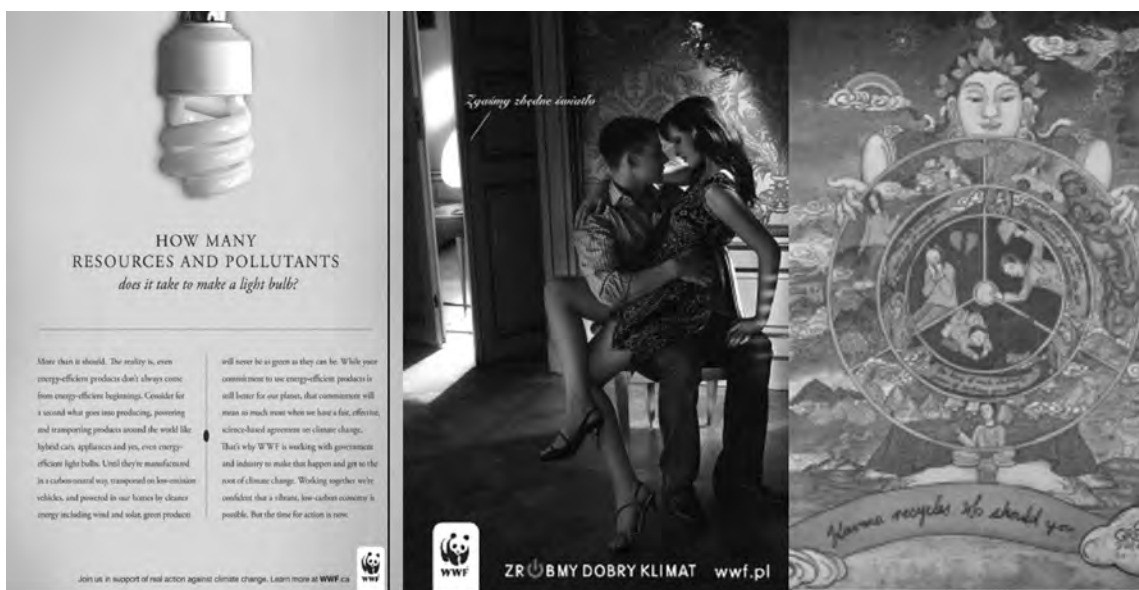 HOW MANY
RESOURCES AND POLLUTANTS
does it take to make a light bulb?
More than it should. The reality is, even
energy-efficient products don't always come
from energy-efficient beginnings. Consider for
a second what goes into producing, powering
and transporting products around the world like
hybrid cars, appliances and yes, even energy-
efficient light bulbs. Until they're manufactured
in a carbon-neutral way, transported on low-emission
vehicles, and powered in our homes by cleaner
energy including wind and solar, green products
will never be as green as they can be. While your
commitment to use energy-efficient products is
still better for our planet, that commitment will
mean so much more when we have a fair, effective,
science-based agreement on climate change.
That's why WWF is working with government
and industry to make that happen and get to the
root of climate change. Working together we're
confident that a vibrant, low-carbon economy is
possible. But the time for action is now.
Join us in support of real action against climate change. Learn more at WWF.ca
WWF
Zgaśmy zbędne światło
WWF
ZRÓBMY DOBRY KLIMAT wwf.pl
Karma recycles. So should you